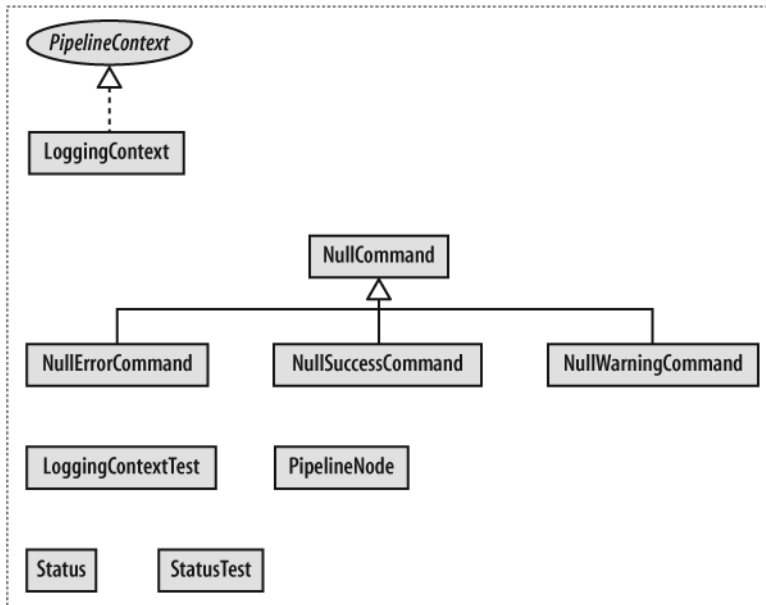 PipelineContext
LoggingContext
NullCommand
NullErrorCommand NullSuccessCommand NullWarningCommand
LoggingContextTest PipelineNode
Status StatusTest